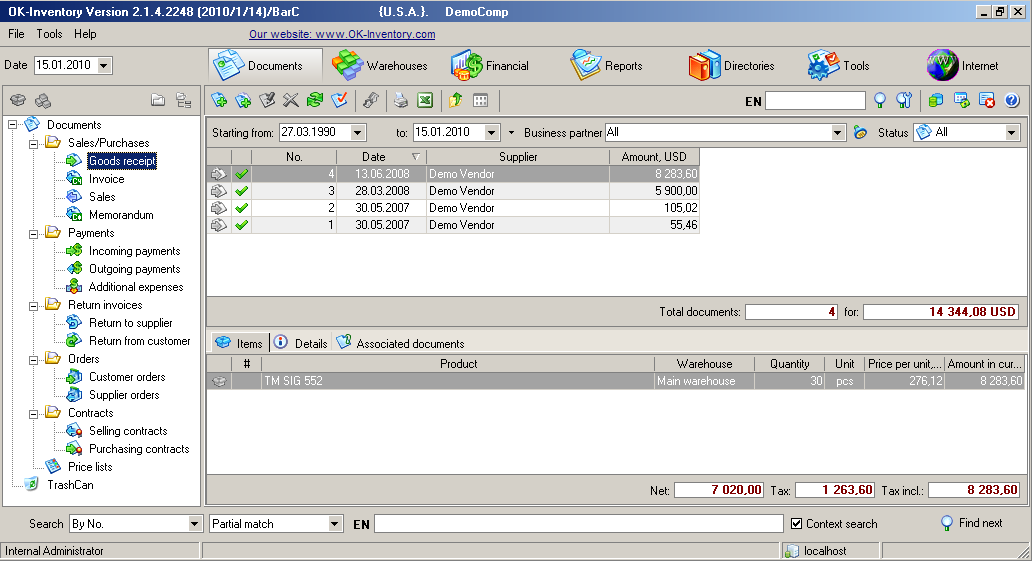 OK-Inventory Version 2.1.4.2248 (2010/1/14)/BarC {U.S.A.}. DemoComp
File Tools Help Our website: www.OK-Inventory.com
Date 15.01.2010 Documents Warehouses Financial Reports Directories Tools Internet
EN
Documents
Sales/Purchases
Goods receipt
Invoice
Sales
Memorandum
Payments
Incoming payments
Outgoing payments
Additional expenses
Return invoices
Return to supplier
Return from customer
Orders
Customer orders
Supplier orders
Contracts
Selling contracts
Purchasing contracts
Price lists
TrashCan
Starting from: 27.03.1990 to: 15.01.2010 Business partner All Status All
No. Date Supplier Amount, USD
4 13.06.2008 Demo Vendor 8 283,60
3 28.03.2008 Demo Vendor 5 900,00
2 30.05.2007 Demo Vendor 105,02
1 30.05.2007 Demo Vendor 55,46
Total documents: 4 for: 14 344,08 USD
Items Details Associated documents
# Product Warehouse Quantity Unit Price per unit,... Amount in cur...
TM SIG 552 Main warehouse 30 pcs 276,12 8 283,60
Net: 7 020,00 Tax: 1 263,60 Tax incl.: 8 283,60
Search By No. Partial match EN Context search Find next
Internal Administrator localhost